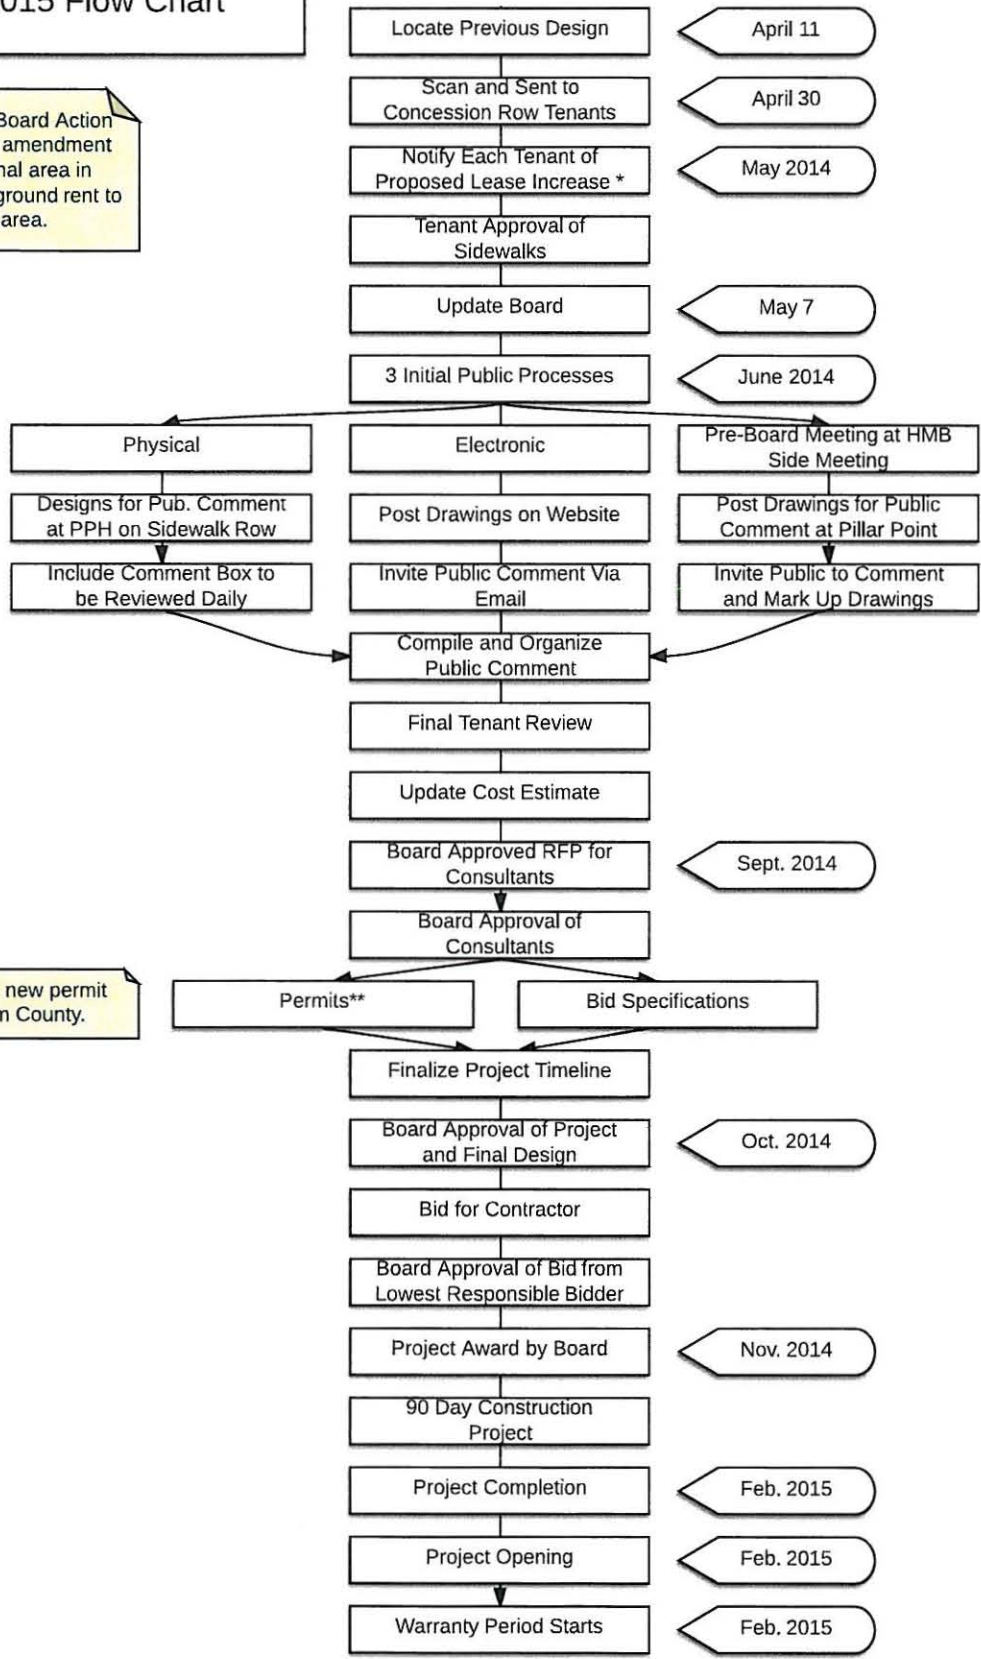 015 Flow Chart
Locate Previous Design
April 11
Scan and Sent to
Concession Row Tenants
April 30
Board Action
amendment
nal area in
ground rent to
area.
Notify Each Tenant of
Proposed Lease Increase *
May 2014
Tenant Approval of
Sidewalks
Update Board
May 7
3 Initial Public Processes
June 2014
Physical
Electronic
Pre-Board Meeting at HMB
Side Meeting
Designs for Pub. Comment
at PPH on Sidewalk Row
Post Drawings on Website
Post Drawings for Public
Comment at Pillar Point
Include Comment Box to
be Reviewed Daily
Invite Public Comment Via
Email
Invite Public to Comment
and Mark Up Drawings
Compile and Organize
Public Comment
Final Tenant Review
Update Cost Estimate
Board Approved RFP for
Consultants
Sept. 2014
Board Approval of
Consultants
new permit
m County.
Permits**
Bid Specifications
Finalize Project Timeline
Board Approval of Project
and Final Design
Oct. 2014
Bid for Contractor
Board Approval of Bid from
Lowest Responsible Bidder
Project Award by Board
Nov. 2014
90 Day Construction
Project
Project Completion
Feb. 2015
Project Opening
Feb. 2015
Warranty Period Starts
Feb. 2015